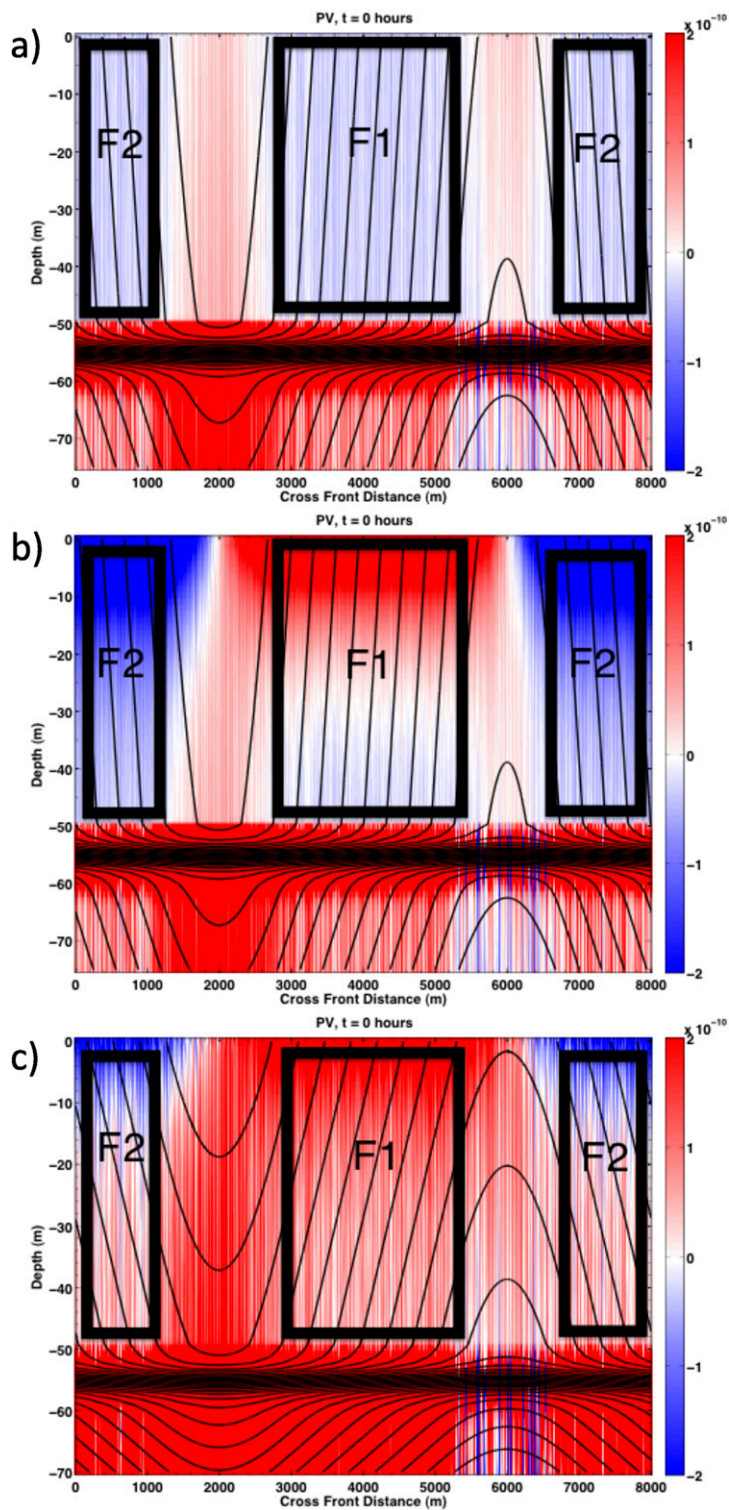 PV, t = 0 hours
x 10⁻¹⁰
a)
0
-10
-20
-30
-40
-50
-60
-70
Depth (m)
F2
F1
F2
2
1
0
-1
-2
0 1000 2000 3000 4000 5000 6000 7000 8000
Cross Front Distance (m)
PV, t = 0 hours
x 10⁻¹⁰
b)
0
-10
-20
-30
-40
-50
-60
-70
Depth (m)
F2
F1
F2
2
1
0
-1
-2
0 1000 2000 3000 4000 5000 6000 7000 8000
Cross Front Distance (m)
PV, t = 0 hours
x 10⁻¹⁰
c)
0
-10
-20
-30
-40
-50
-60
-70
Depth (m)
F2
F1
F2
2
1
0
-1
-2
0 1000 2000 3000 4000 5000 6000 7000 8000
Cross Front Distance (m)